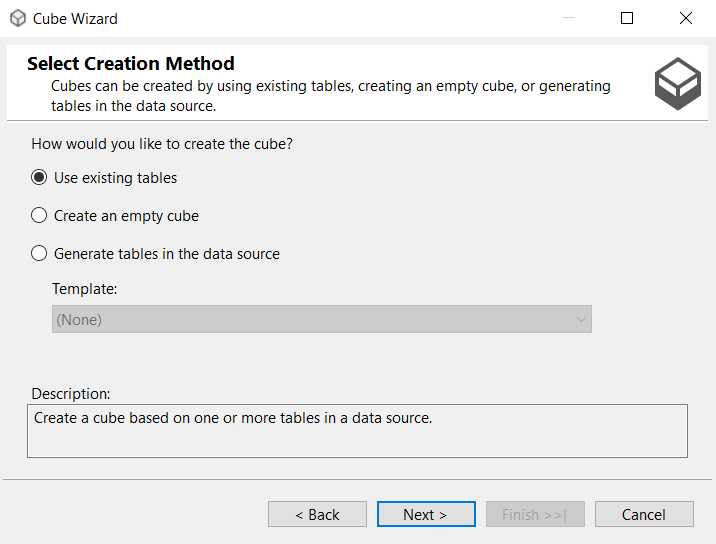 Cube Wizard
Select Creation Method
Cubes can be created by using existing tables, creating an empty cube, or generating
tables in the data source.
How would you like to create the cube?
Use existing tables
Create an empty cube
Generate tables in the data source
Template:
(None)
Description:
Create a cube based on one or more tables in a data source.
< Back
Next >
Finish >>|
Cancel